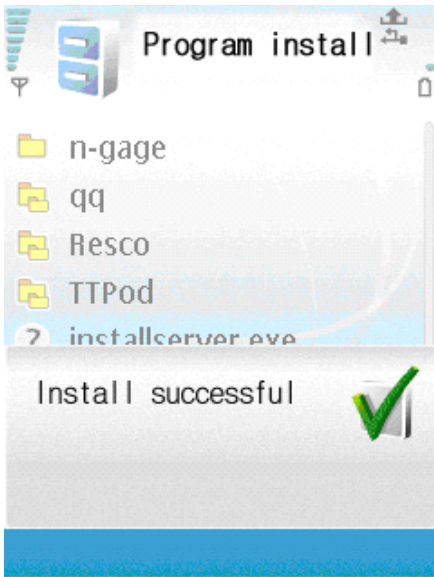 Program install
n-gage
qq
Resco
TTPod
installserver.exe
Install successful